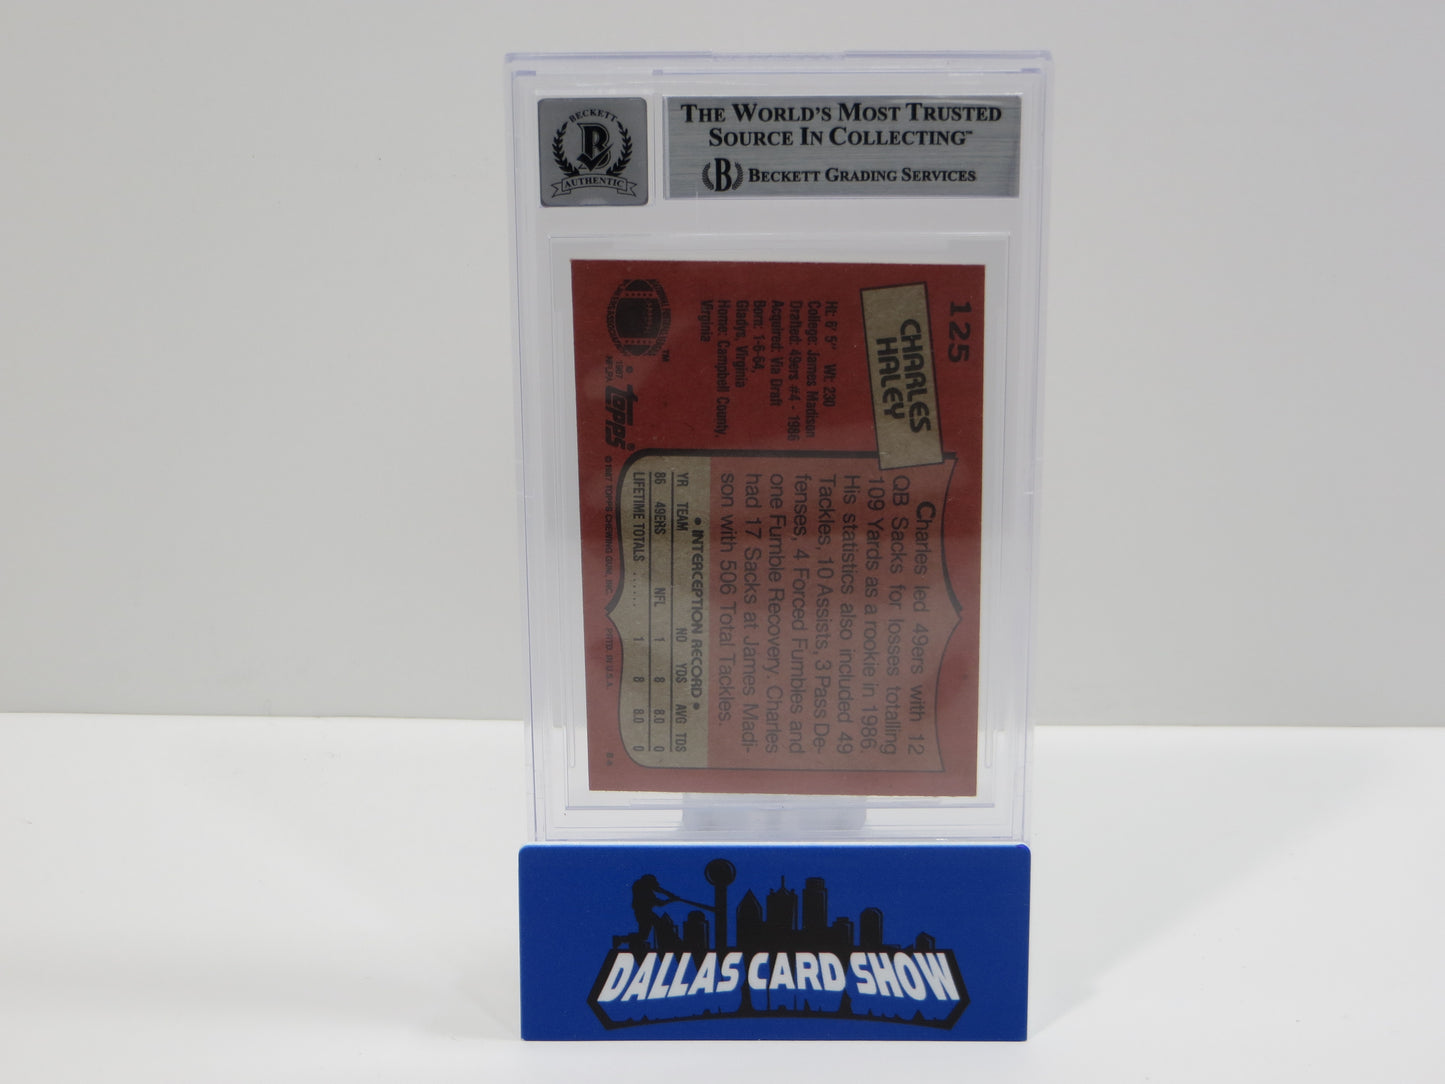 BECKETT
B
AUTHENTIC
THE WORLD'S MOST TRUSTED
SOURCE IN COLLECTING™
B BECKETT GRADING SERVICES
125
CHARLES
HALEY
Ht: 6' 5" Wt: 230
College: James Madison
Drafted: 49ers #4 - 1986
Acquired: Via Draft
Born: 1-6-64,
Gladys, Virginia
Home: Campbell County,
Virginia
TM
© 1987
NFLPA
topps®
Charles led 49ers with 12
QB Sacks for losses totalling
109 Yards as a rookie in 1986.
His statistics also included 49
Tackles, 10 Assists, 3 Pass De-
fenses, 4 Forced Fumbles and
one Fumble Recovery. Charles
had 17 Sacks at James Madi-
son with 506 Total Tackles.
• INTERCEPTION RECORD •
YR TEAM NO YDS AVG TDS
86 49ERS NFL 1 8 8.0 0
LIFETIME TOTALS ...... 1 8 8.0 0
©1987 TOPPS CHEWING GUM, INC. PRTD. IN U.S.A.
DALLAS CARD SHOW